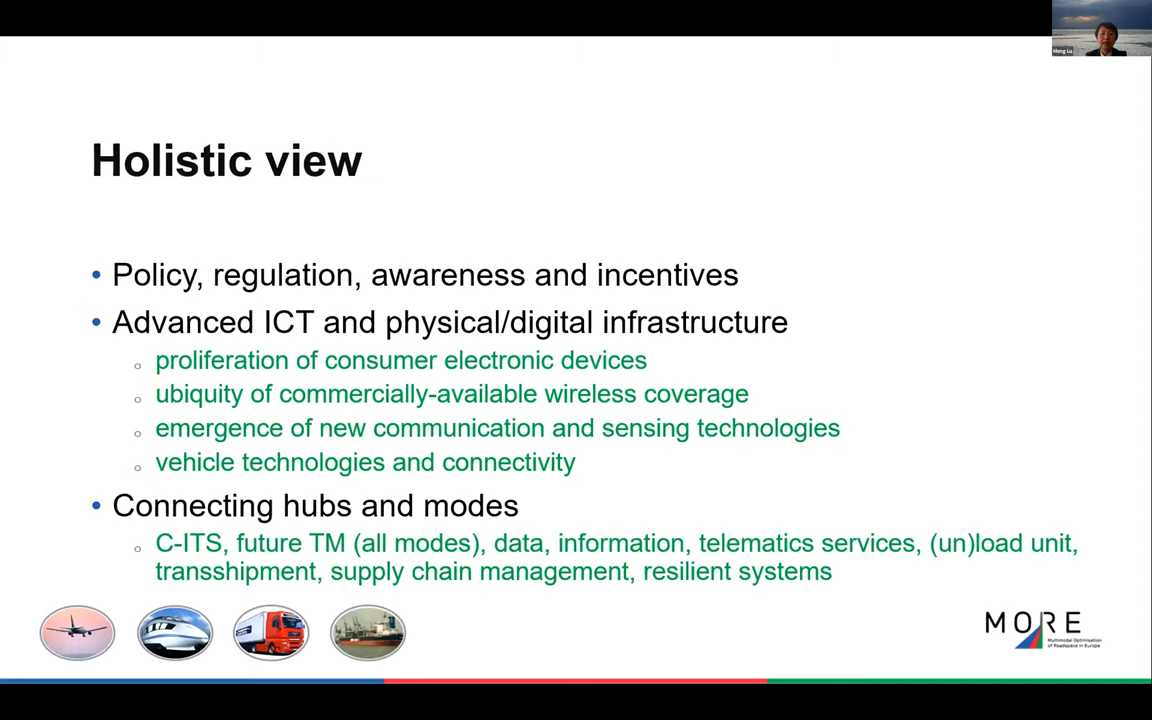 Meng Lu
Holistic view
• Policy, regulation, awareness and incentives
• Advanced ICT and physical/digital infrastructure
○ proliferation of consumer electronic devices
○ ubiquity of commercially-available wireless coverage
○ emergence of new communication and sensing technologies
○ vehicle technologies and connectivity
• Connecting hubs and modes
○ C-ITS, future TM (all modes), data, information, telematics services, (un)load unit,
transshipment, supply chain management, resilient systems
MORE
Multimodal Optimisation
of Roadspace in Europe